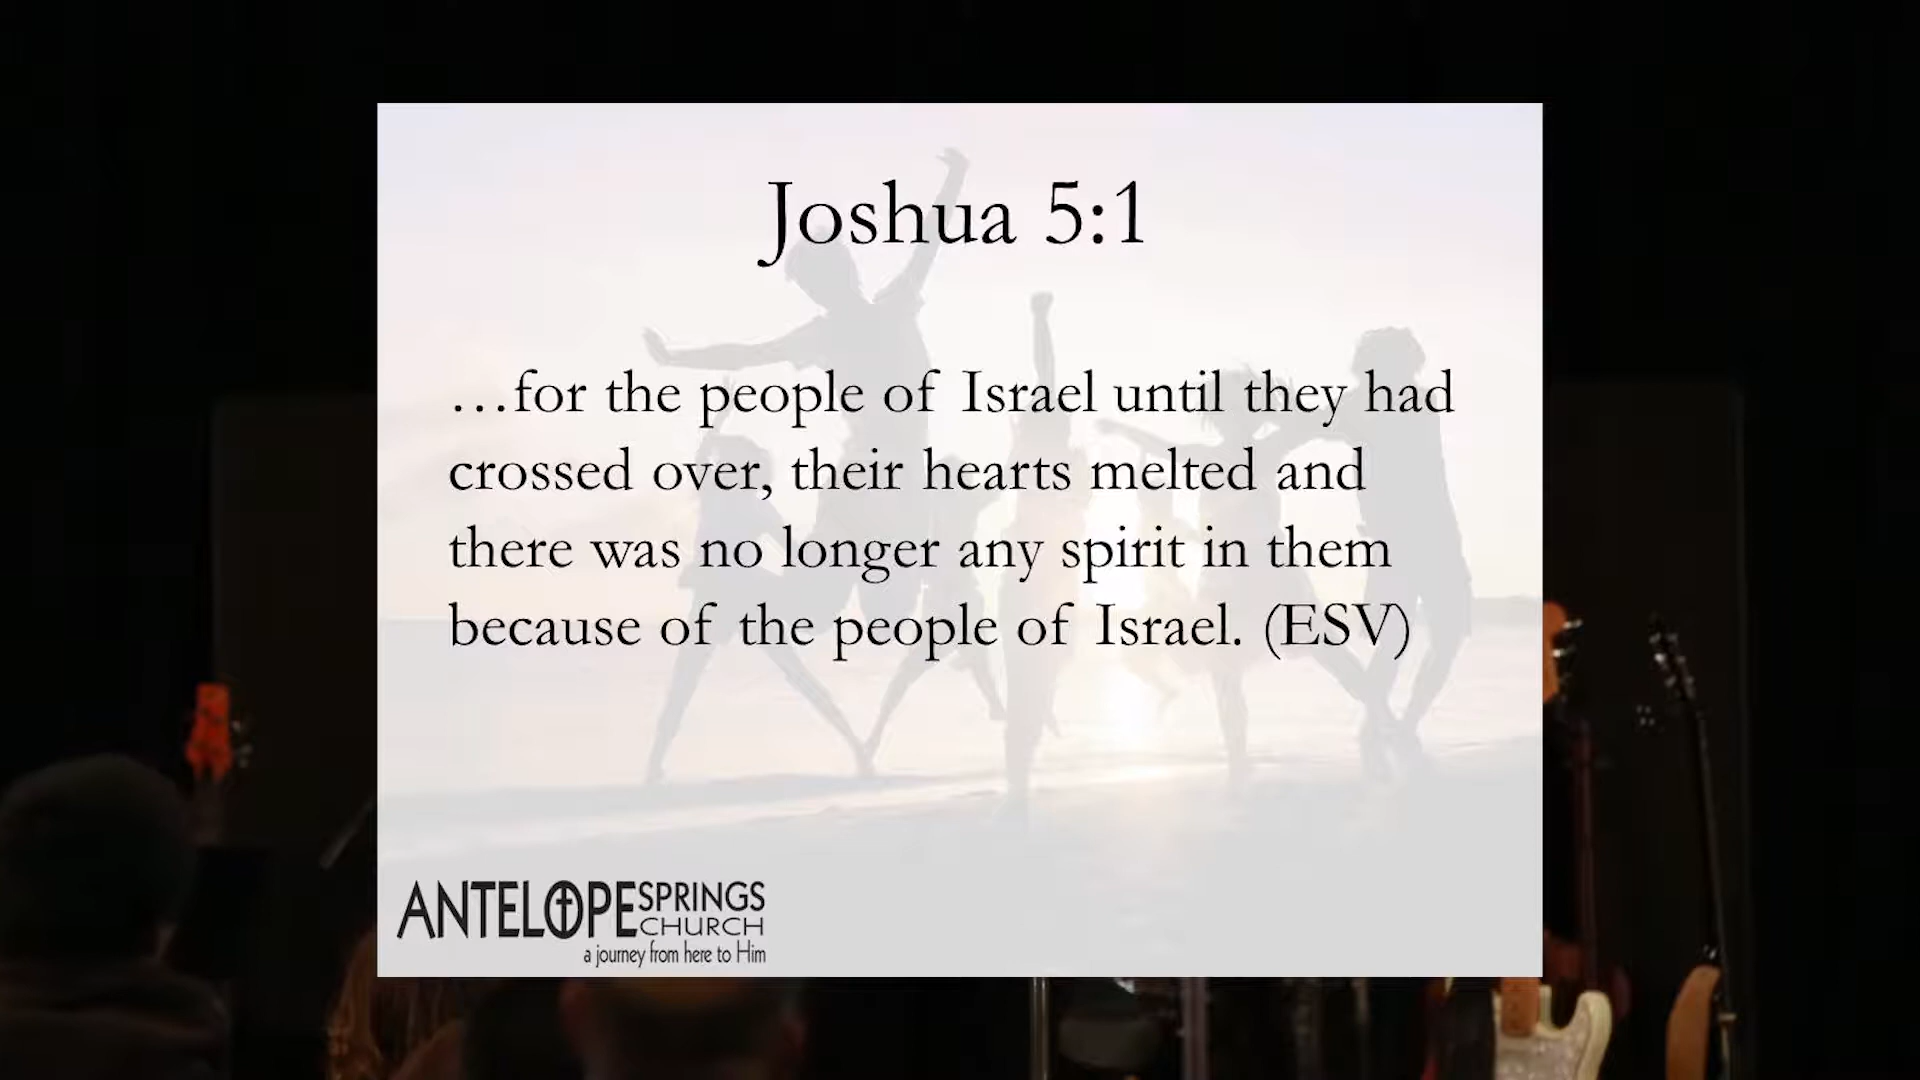 Joshua 5:1
…for the people of Israel until they had
crossed over, their hearts melted and
there was no longer any spirit in them
because of the people of Israel. (ESV)
ANTELOPE SPRINGS
CHURCH
a journey from here to Him